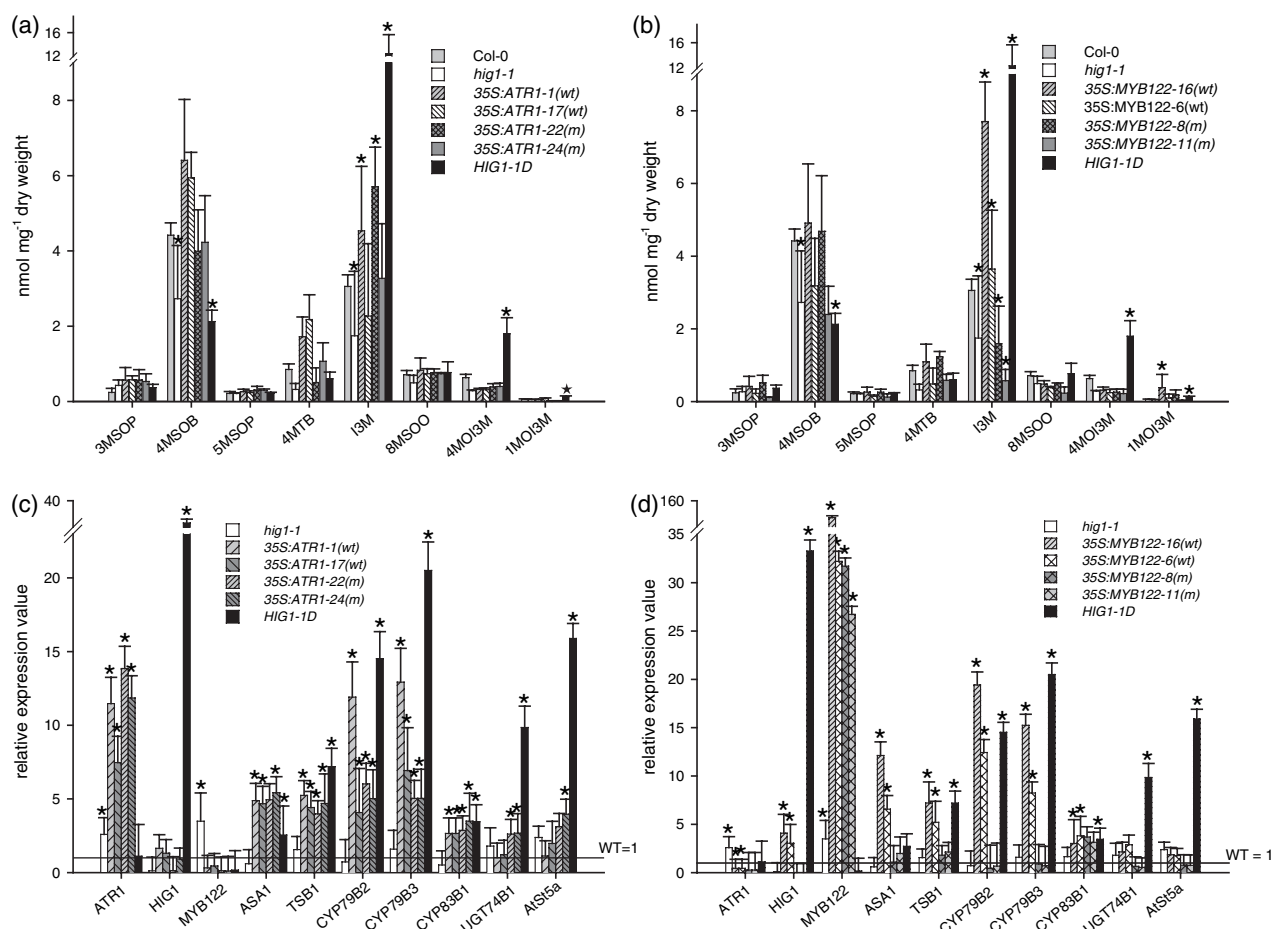 (a)
16
12
8
6
4
2
0
nmol mg-1 dry weight
Col-0
hig1-1
35S:ATR1-1(wt)
35S:ATR1-17(wt)
35S:ATR1-22(m)
35S:ATR1-24(m)
HIG1-1D
3MSOP
4MSOB
5MSOP
4MTB
I3M
8MSOO
4MOI3M
1MOI3M
(b)
16
12
8
6
4
2
0
nmol mg-1 dry weight
Col-0
hig1-1
35S:MYB122-16(wt)
35S:MYB122-6(wt)
35S:MYB122-8(m)
35S:MYB122-11(m)
HIG1-1D
3MSOP
4MSOB
5MSOP
4MTB
I3M
8MSOO
4MOI3M
1MOI3M
(c)
40
20
15
10
5
0
relative expression value
hig1-1
35S:ATR1-1(wt)
35S:ATR1-17(wt)
35S:ATR1-22(m)
35S:ATR1-24(m)
HIG1-1D
WT=1
ATR1
HIG1
MYB122
ASA1
TSB1
CYP79B2
CYP79B3
CYP83B1
UGT74B1
AtSt5a
(d)
160
35
30
25
20
15
10
5
0
relative expression value
hig1-1
35S:MYB122-16(wt)
35S:MYB122-6(wt)
35S:MYB122-8(m)
35S:MYB122-11(m)
HIG1-1D
WT = 1
ATR1
HIG1
MYB122
ASA1
TSB1
CYP79B2
CYP79B3
CYP83B1
UGT74B1
AtSt5a